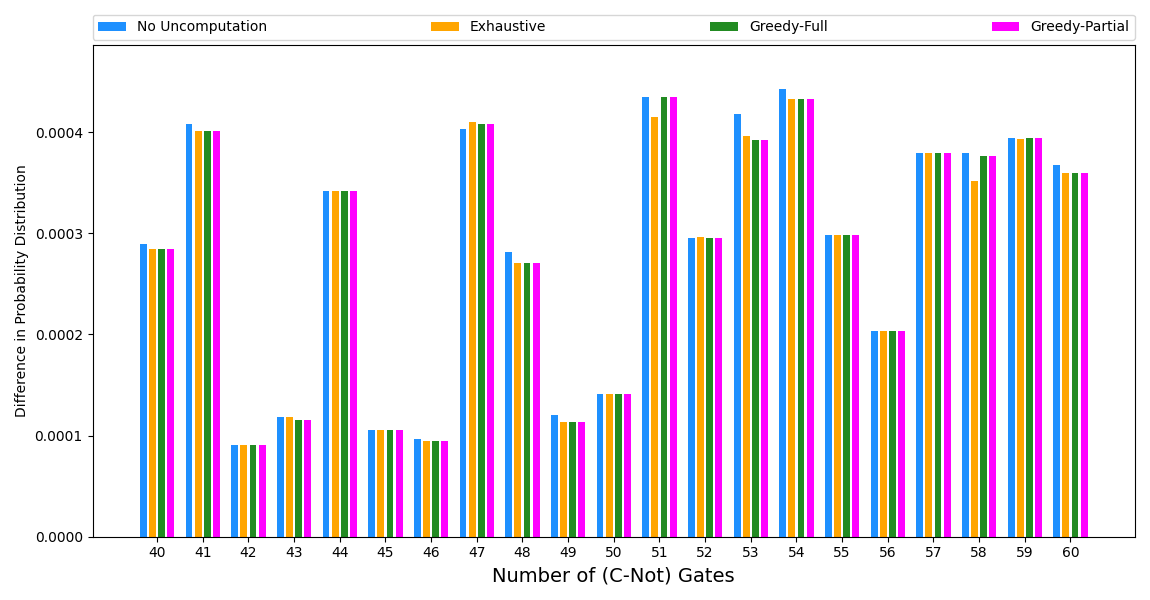 No Uncomputation Exhaustive Greedy-Full Greedy-Partial
Difference in Probability Distribution
0.0004
0.0003
0.0002
0.0001
0.0000
40 41 42 43 44 45 46 47 48 49 50 51 52 53 54 55 56 57 58 59 60
Number of (C-Not) Gates